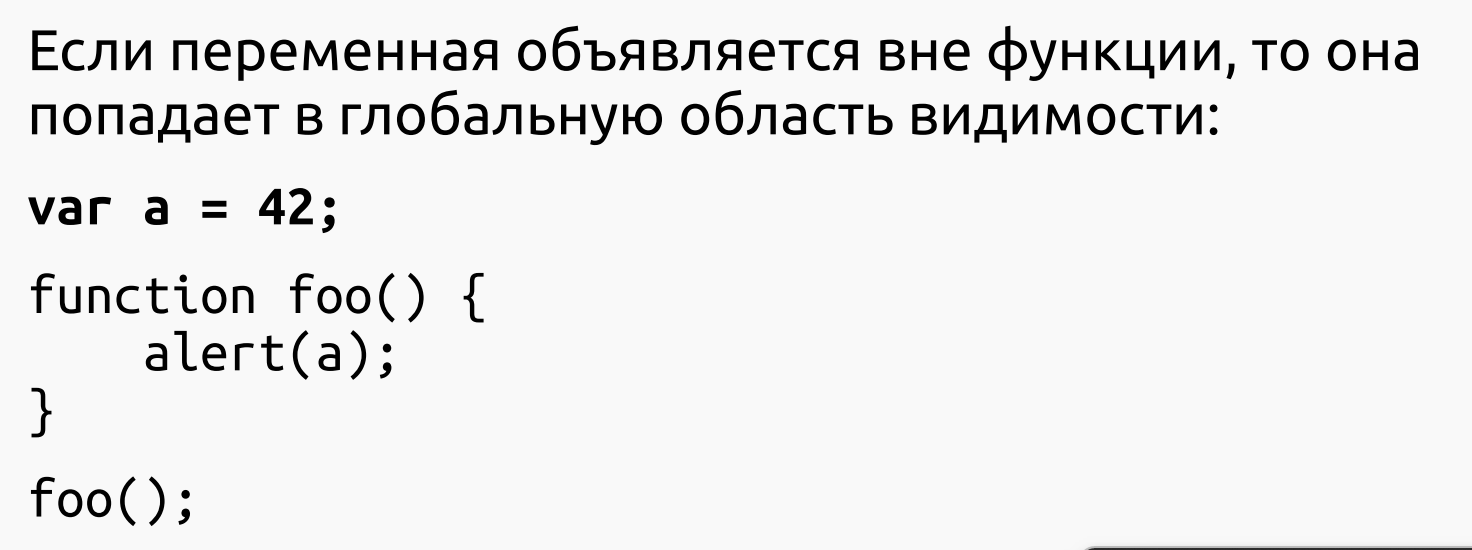 Если переменная объявляется вне функции, то она
попадает в глобальную область видимости:
var a = 42;
function foo() {
    alert(a);
}
foo();